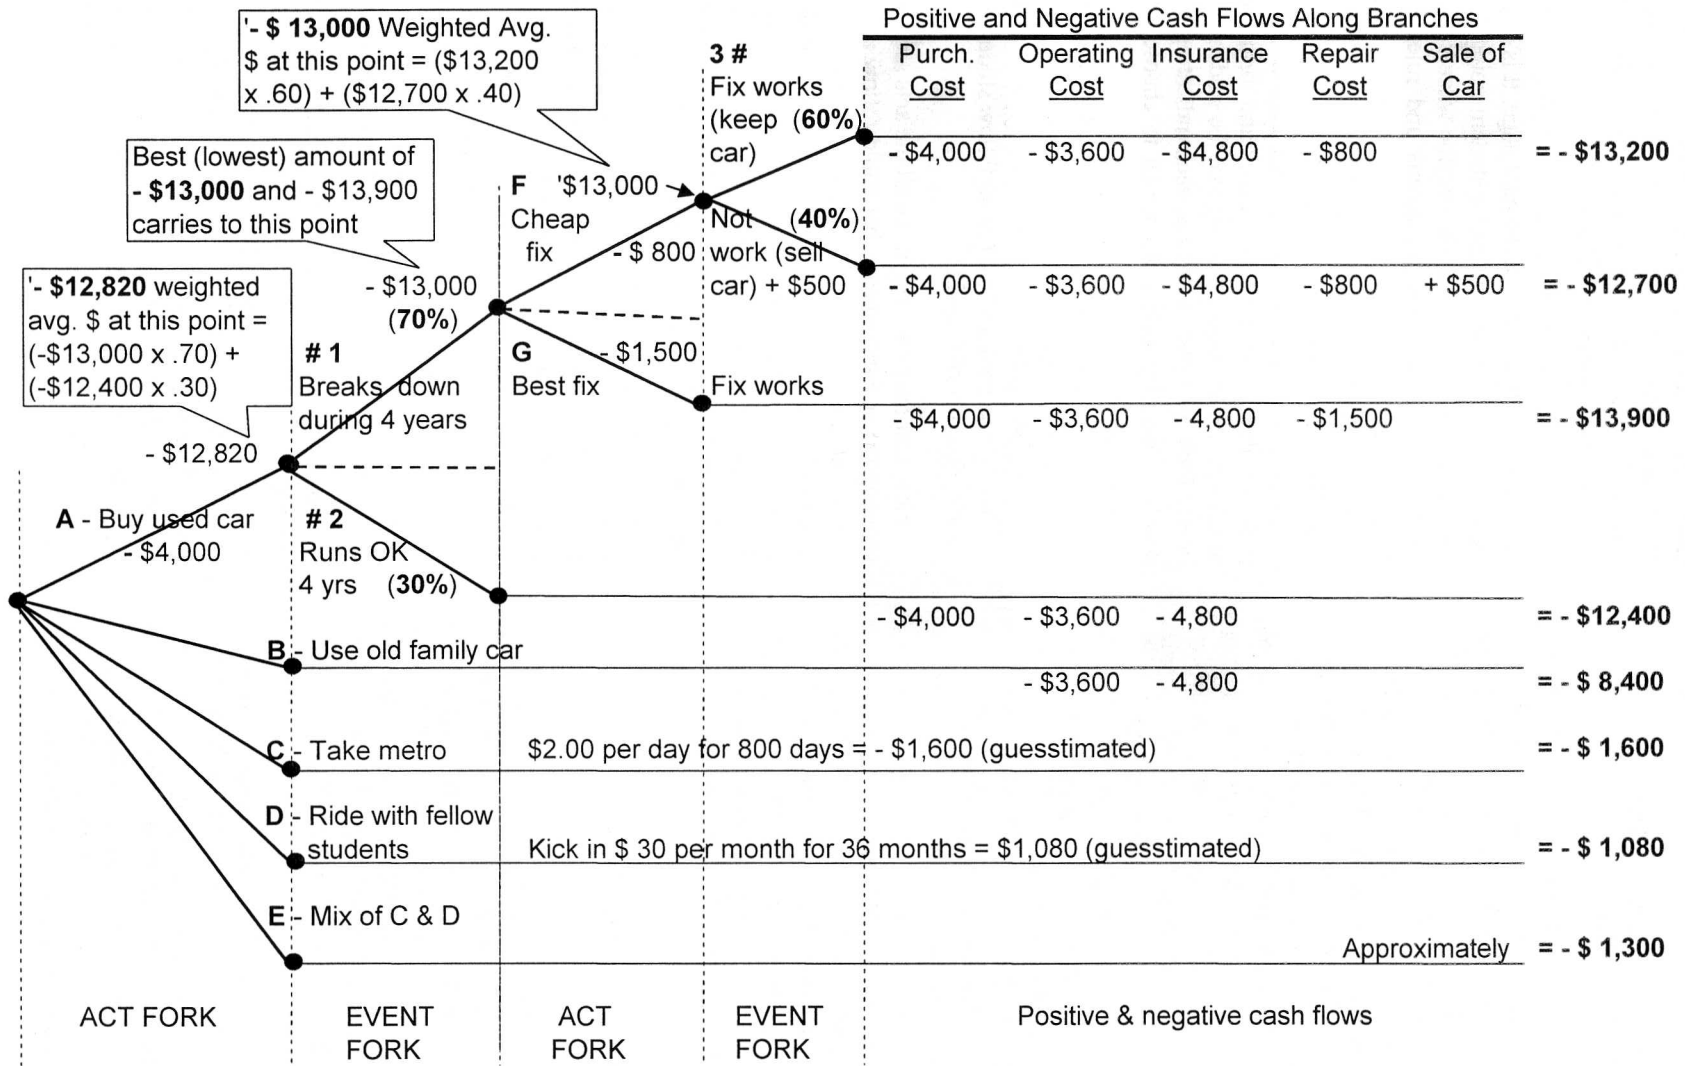 '- $ 13,000 Weighted Avg.
$ at this point = ($13,200
x .60) + ($12,700 x .40)
Best (lowest) amount of
- $13,000 and - $13,900
carries to this point
'- $12,820 weighted
avg. $ at this point =
(-$13,000 x .70) +
(-$12,400 x .30)
Positive and Negative Cash Flows Along Branches
Purch. Operating Insurance Repair Sale of
Cost Cost Cost Cost Car
3 #
Fix works
(keep (60%)
car)
- $4,000 - $3,600 - $4,800 - $800 = - $13,200
F '$13,000
Cheap
fix - $ 800
Not (40%)
work (sell
car) + $500
- $4,000 - $3,600 - $4,800 - $800 + $500 = - $12,700
- $13,000
(70%)
# 1
Breaks down
during 4 years
G - $1,500
Best fix
Fix works
- $4,000 - $3,600 - 4,800 - $1,500 = - $13,900
- $12,820
A - Buy used car
- $4,000
# 2
Runs OK
4 yrs (30%)
- $4,000 - $3,600 - 4,800 = - $12,400
B - Use old family car
- $3,600 - 4,800 = - $ 8,400
C - Take metro $2.00 per day for 800 days = - $1,600 (guesstimated) = - $ 1,600
D - Ride with fellow
students Kick in $ 30 per month for 36 months = $1,080 (guesstimated) = - $ 1,080
E - Mix of C & D
Approximately = - $ 1,300
ACT FORK
EVENT
FORK
ACT
FORK
EVENT
FORK
Positive & negative cash flows